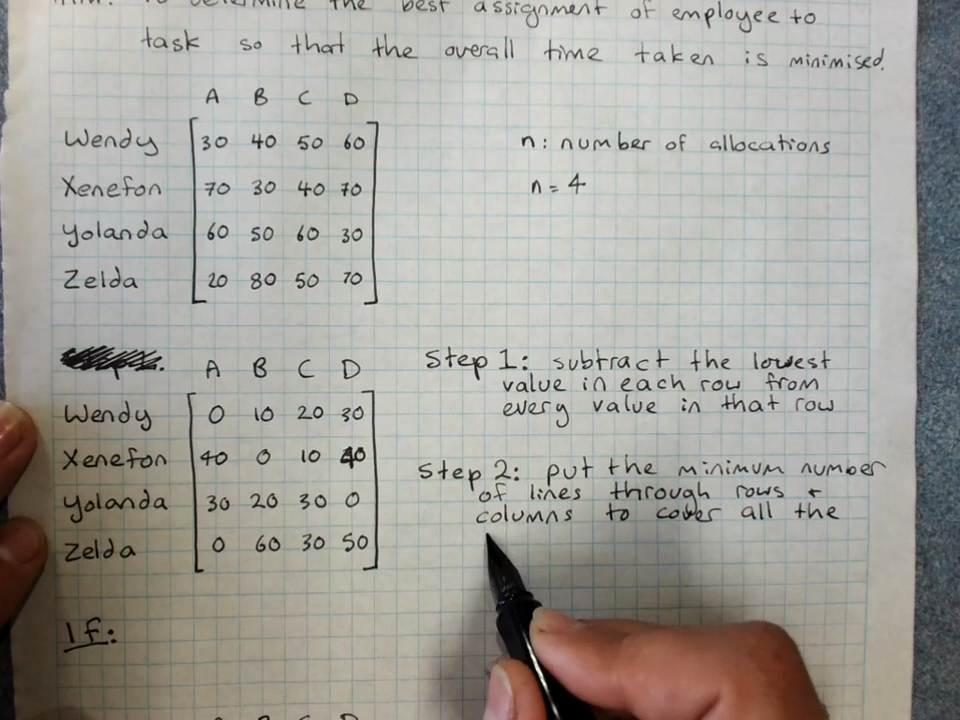 To determine the best assignment of employee to
task so that the overall time taken is minimised.
A B C D
Wendy 30 40 50 60
n: number of allocations
Xenefon 70 30 40 70
n = 4
Yolanda 60 50 60 30
Zelda 20 80 50 70
A B C D
Step 1: subtract the lowest
value in each row from
every value in that row
Wendy 0 10 20 30
Xenefon 40 0 10 40
Yolanda 30 20 30 0
Zelda 0 60 30 50
Step 2: put the minimum number
of lines through rows +
columns to cover all the
If:
A B C D